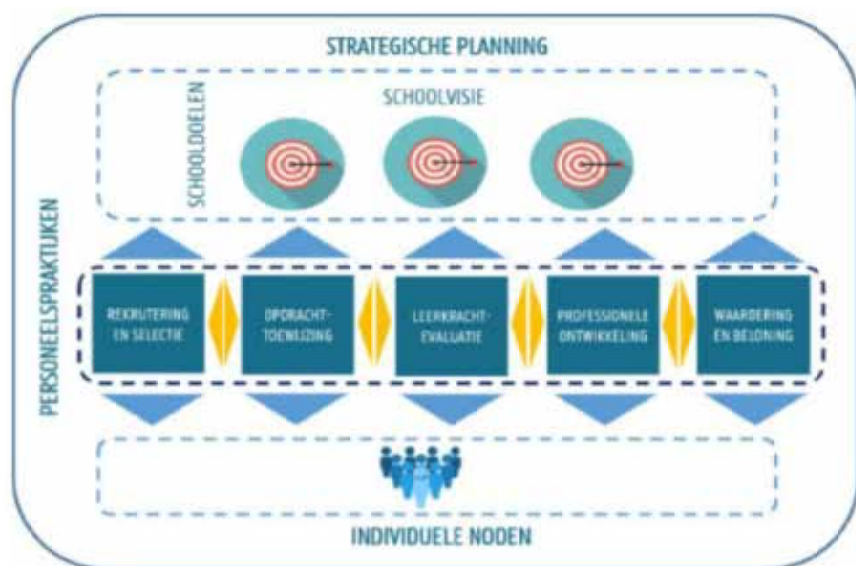 STRATEGISCHE PLANNING
SCHOOLVISIE
SCHOOLDOELEN
PERSONEELSPRAKTIJKEN
REKRUTERING
EN SELECTIE
OPDRACHT-
TOEWIJZING
LEERKRACHT-
EVALUATIE
PROFESSIONELE
ONTWIKKELING
WAARDERING
EN BELONING
INDIVIDUELE NODEN